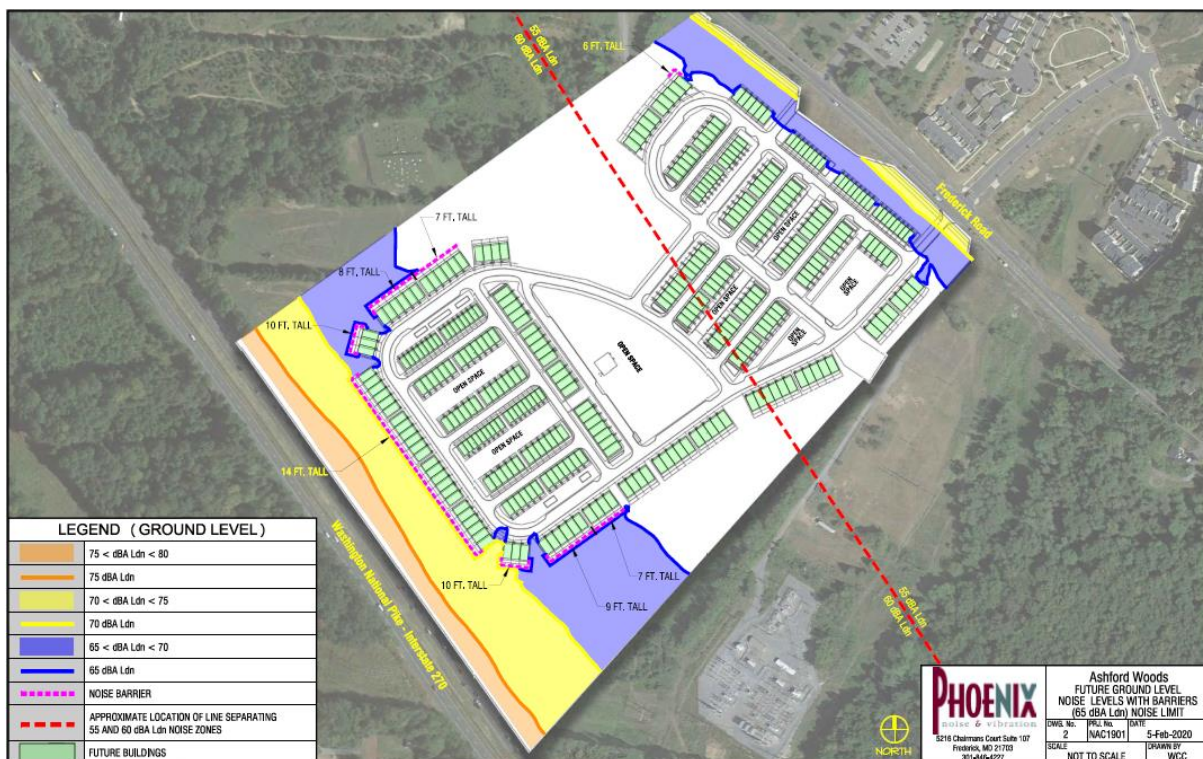 55 dBA Ldn
60 dBA Ldn
6 FT. TALL
Frederick Road
7 FT. TALL
8 FT. TALL
10 FT. TALL
OPEN SPACE
OPEN
SPACE
OPEN SPACE
OPEN
SPACE
OPEN SPACE
OPEN SPACE
OPEN SPACE
14 FT. TALL
Washington National Pike - Interstate 270
10 FT. TALL
7 FT. TALL
9 FT. TALL
55 dBA Ldn
60 dBA Ldn
LEGEND (GROUND LEVEL)
75 < dBA Ldn < 80
75 dBA Ldn
70 < dBA Ldn < 75
70 dBA Ldn
65 < dBA Ldn < 70
65 dBA Ldn
NOISE BARRIER
APPROXIMATE LOCATION OF LINE SEPARATING
55 AND 60 dBA Ldn NOISE ZONES
FUTURE BUILDINGS
NORTH
PHOENIX
noise & vibration
5216 Chairmans Court Suite 107
Frederick, MD 21703
301-846-4227
Ashford Woods
FUTURE GROUND LEVEL
NOISE LEVELS WITH BARRIERS
(65 dBA Ldn) NOISE LIMIT
DWG. No. PRJ. No. DATE
2 NAC1901 5-Feb-2020
SCALE DRAWN BY
NOT TO SCALE WCC